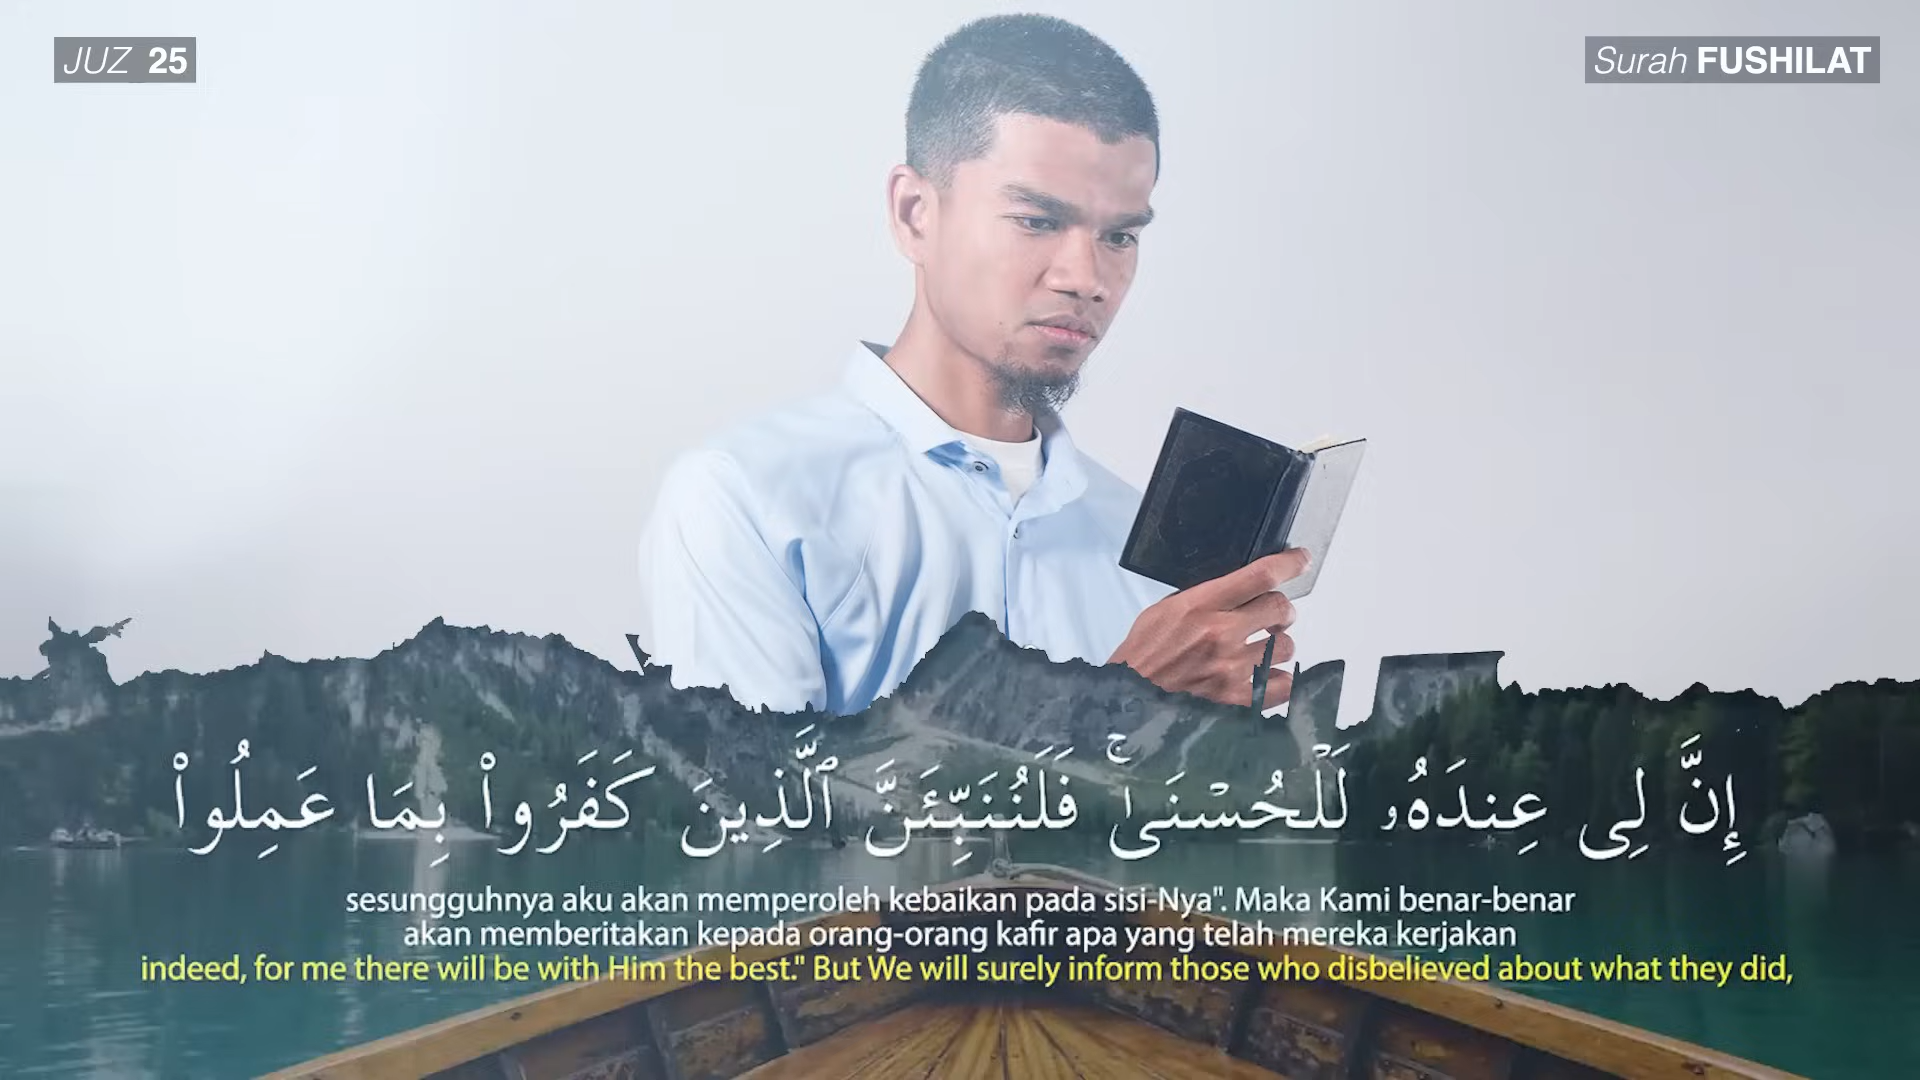 JUZ 25
Surah FUSHILAT
إِنَّ لِى عِندَهُۥ لَلْحُسْنَىٰ ۚ فَلَنُنَبِّئَنَّ ٱلَّذِينَ كَفَرُوا۟ بِمَا عَمِلُوا۟
sesungguhnya aku akan memperoleh kebaikan pada sisi-Nya". Maka Kami benar-benar
akan memberitakan kepada orang-orang kafir apa yang telah mereka kerjakan
indeed, for me there will be with Him the best." But We will surely inform those who disbelieved about what they did,